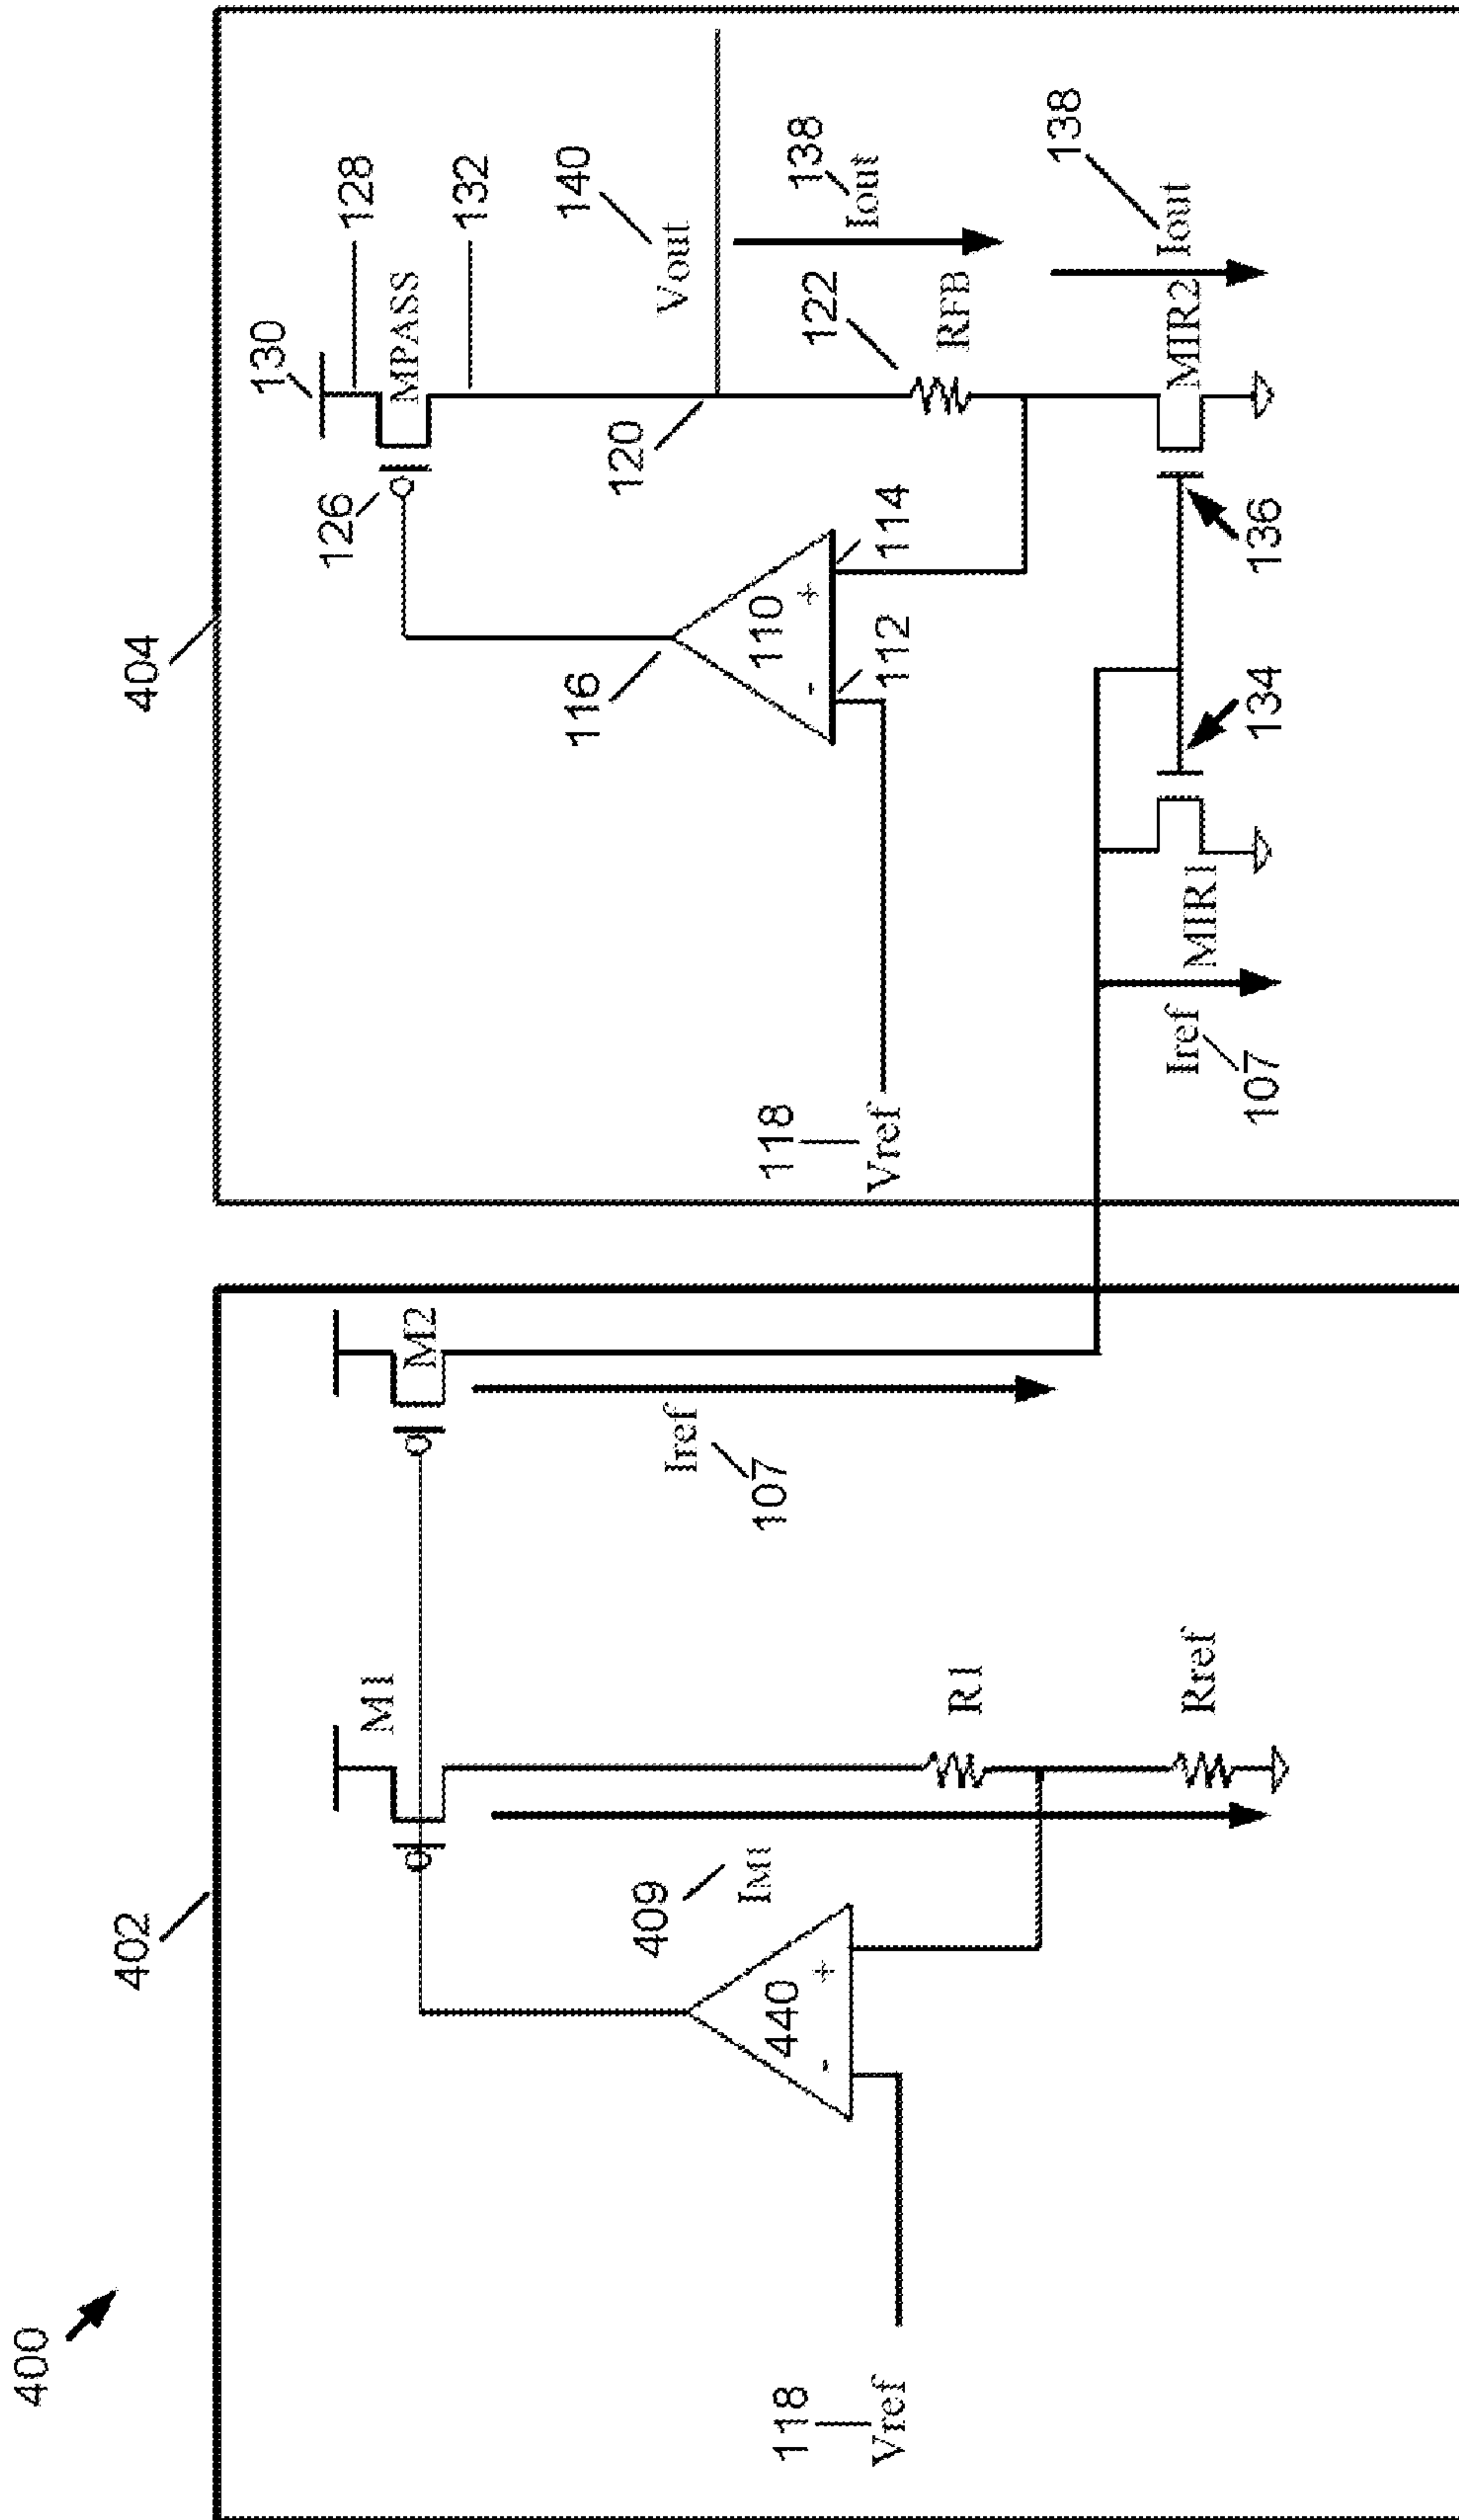 400
402
404
M1
M2
130
128
MPASS
126
132
116
120
140
Vout
409
IM1
440
-
+
Iref
107
110
-
+
112
114
118
Vref
118
Vref
122
RFB
138
Iout
R1
Rref
Iref
107
MIR1
134
136
MIR2
Iout
138